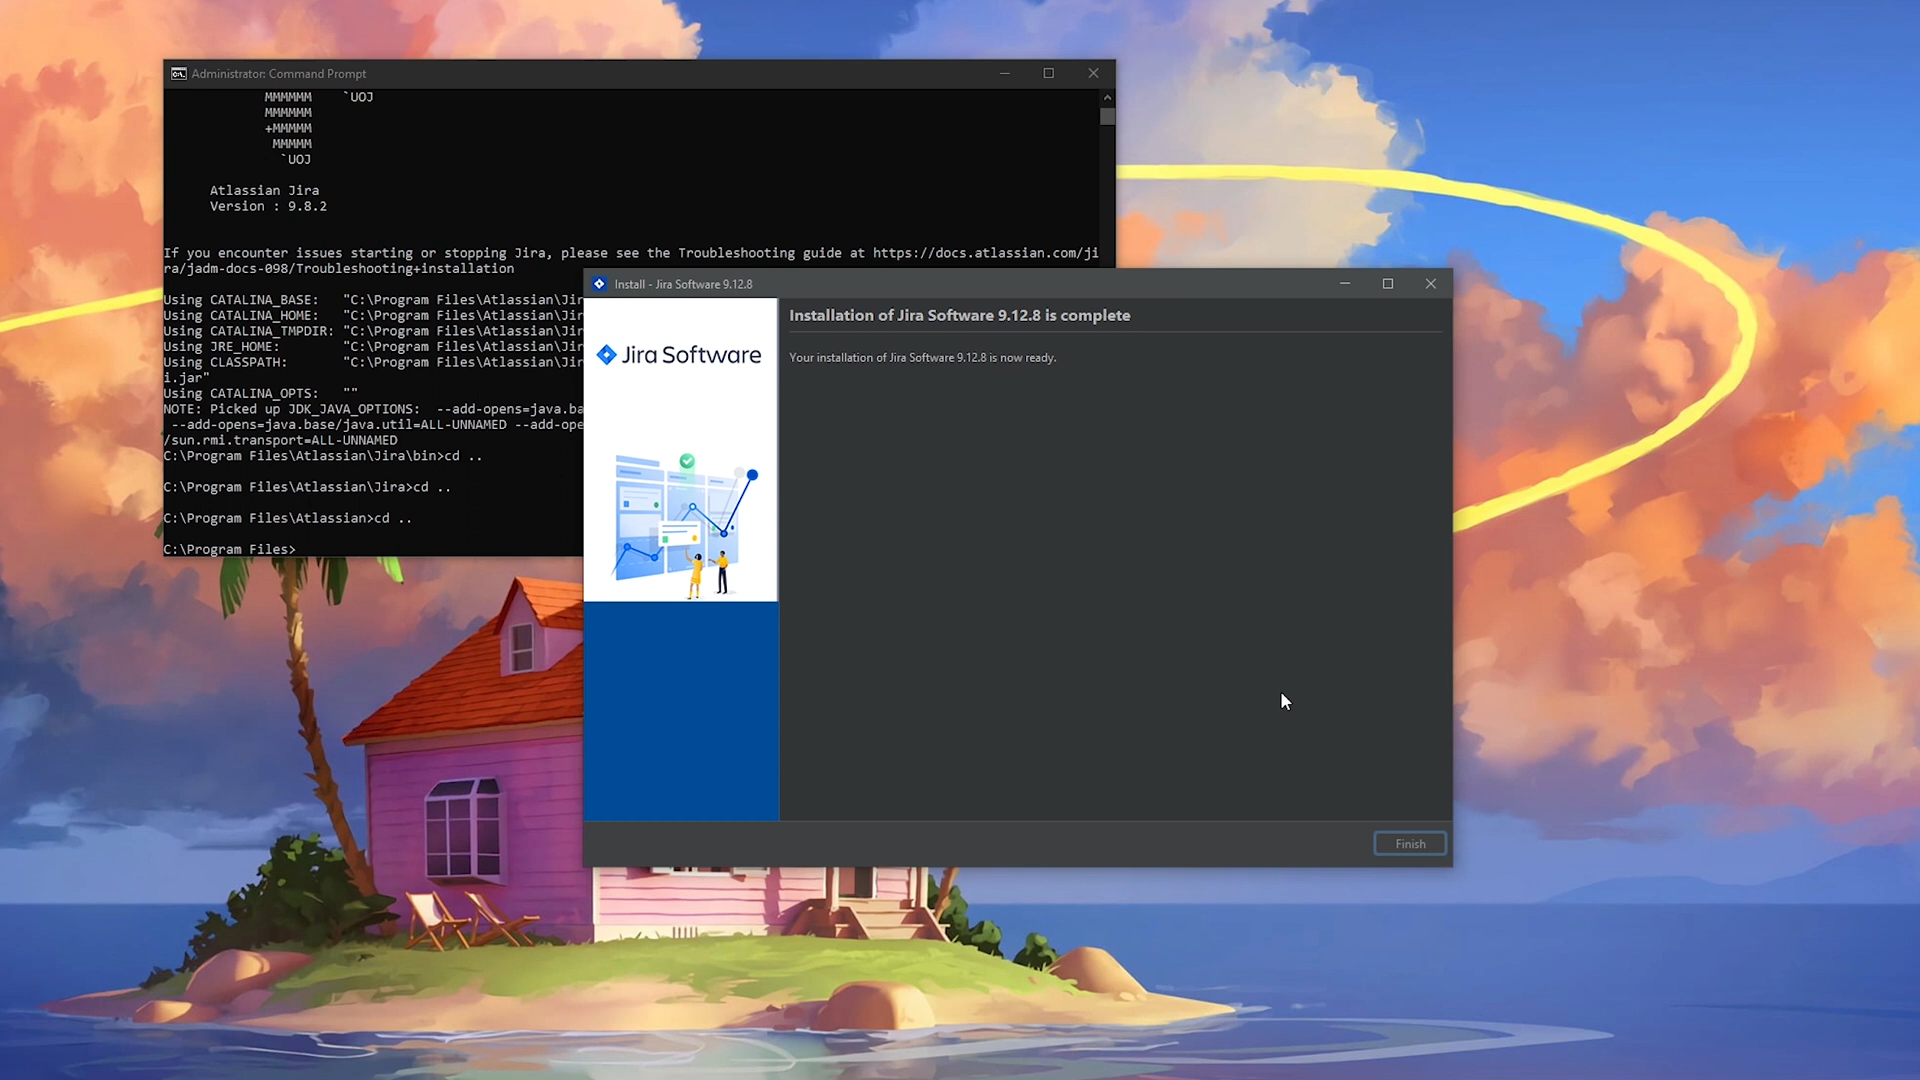 Administrator: Command Prompt
MMMMMM    `UOJ
MMMMMM
+MMMMM
MMMMM
`UOJ
Atlassian Jira
Version : 9.8.2
If you encounter issues starting or stopping Jira, please see the Troubleshooting guide at https://docs.atlassian.com/ji
ra/jadm-docs-098/Troubleshooting+installation
Using CATALINA_BASE:   "C:\Program Files\Atlassian\Jir
Using CATALINA_HOME:   "C:\Program Files\Atlassian\Jir
Using CATALINA_TMPDIR: "C:\Program Files\Atlassian\Jir
Using JRE_HOME:        "C:\Program Files\Atlassian\Jir
Using CLASSPATH:       "C:\Program Files\Atlassian\Jir
i.jar"
Using CATALINA_OPTS:   ""
NOTE: Picked up JDK_JAVA_OPTIONS:  --add-opens=java.ba
--add-opens=java.base/java.util=ALL-UNNAMED --add-ope
/sun.rmi.transport=ALL-UNNAMED
C:\Program Files\Atlassian\Jira\bin>cd ..
C:\Program Files\Atlassian\Jira>cd ..
C:\Program Files\Atlassian>cd ..
C:\Program Files>
Install - Jira Software 9.12.8
Jira Software
Installation of Jira Software 9.12.8 is complete
Your installation of Jira Software 9.12.8 is now ready.
Finish